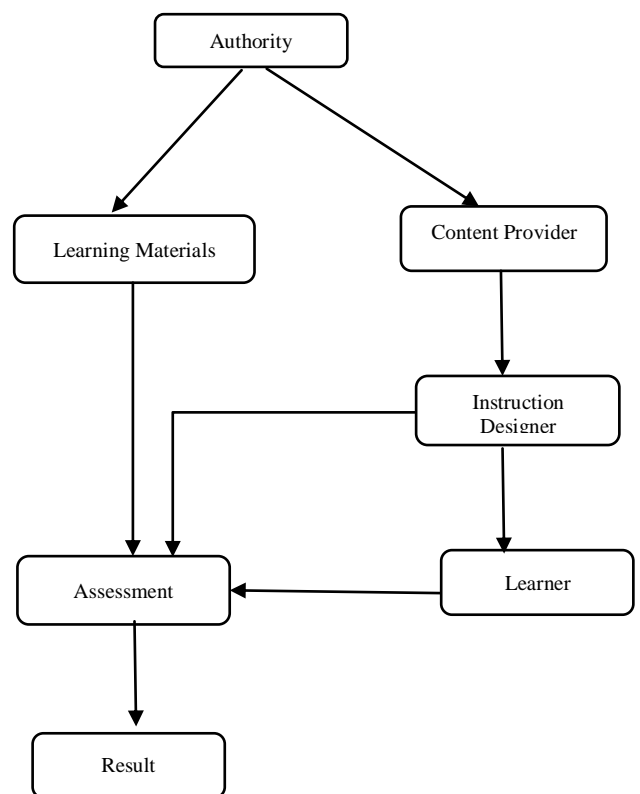 Authority
Learning Materials
Content Provider
Instruction
Designer
Assessment
Learner
Result